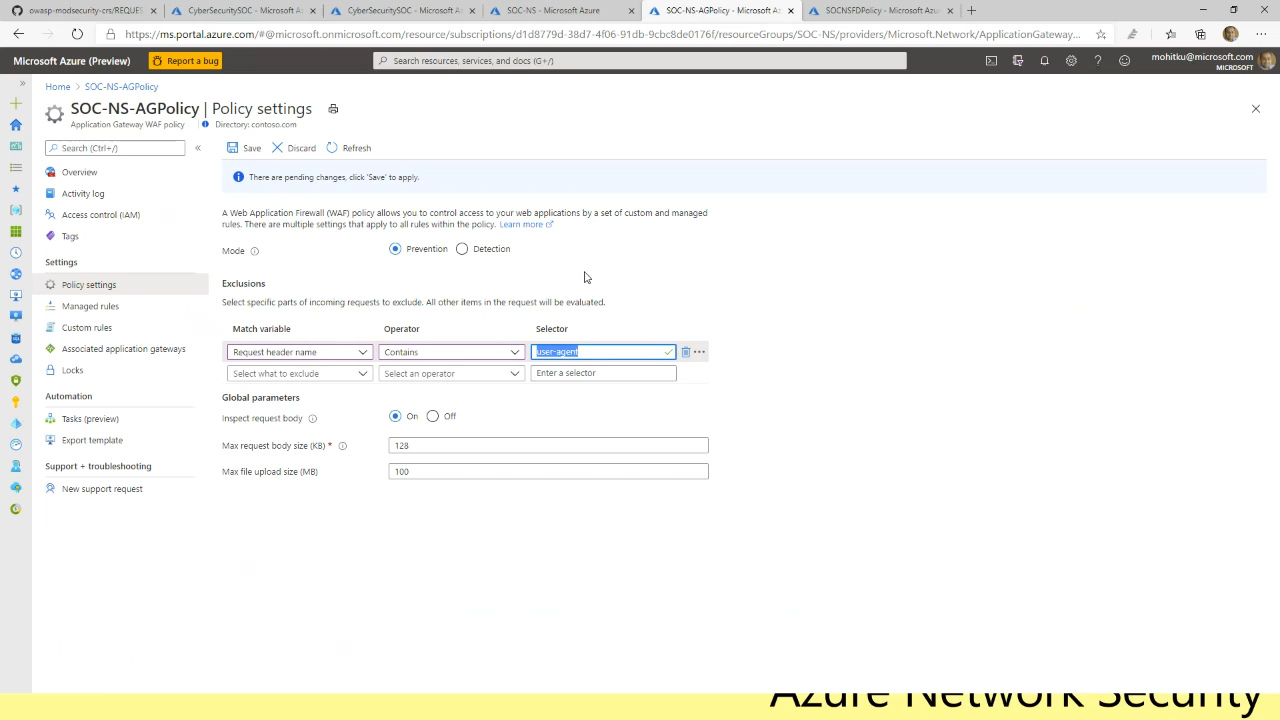 owasp-modsecurity-crs/REQUES
CyberSecuritySOC - Microsoft A
CyberSecuritySOC - Microsoft A
SOC-NS - Microsoft Azure
SOC-NS-AGPolicy - Microsoft A
SOCNSFDPolicy - Microsoft Azure
https://ms.portal.azure.com/#@microsoft.onmicrosoft.com/resource/subscriptions/d1d8779d-38d7-4f06-91db-9cbc8de0176f/resourceGroups/SOC-NS/providers/Microsoft.Network/ApplicationGateway...
Microsoft Azure (Preview)
Report a bug
Search resources, services, and docs (G+/)
mohitku@microsoft.com
MICROSOFT
Home > SOC-NS-AGPolicy
SOC-NS-AGPolicy | Policy settings
Application Gateway WAF policy
Directory: contoso.com
Search (Ctrl+/)
Overview
Activity log
Access control (IAM)
Tags
Settings
Policy settings
Managed rules
Custom rules
Associated application gateways
Locks
Automation
Tasks (preview)
Export template
Support + troubleshooting
New support request
Save
Discard
Refresh
There are pending changes, click 'Save' to apply.
A Web Application Firewall (WAF) policy allows you to control access to your web applications by a set of custom and managed
rules. There are multiple settings that apply to all rules within the policy. Learn more
Mode
Prevention
Detection
Exclusions
Select specific parts of incoming requests to exclude. All other items in the request will be evaluated.
Match variable
Operator
Selector
Request header name
Contains
user-agent
Select what to exclude
Select an operator
Enter a selector
Global parameters
Inspect request body
On
Off
Max request body size (KB) *
128
Max file upload size (MB)
100
Azure Network Security